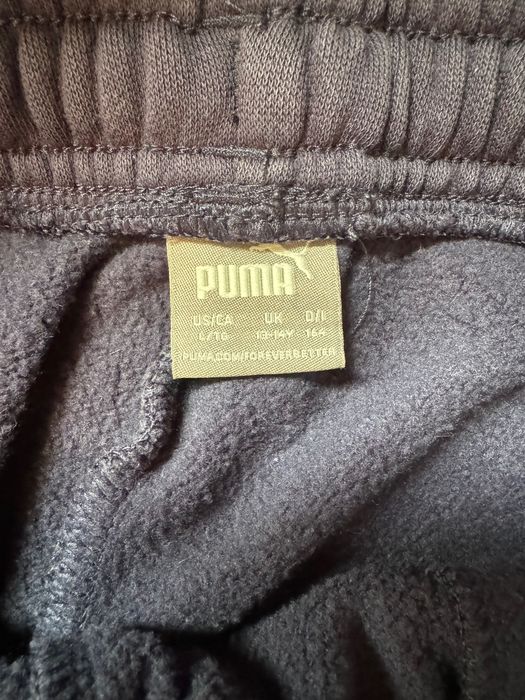 PUMA
US/CA UK D/I
L/16 13-14Y 164
PUMA.COM/FOREVERBETTER